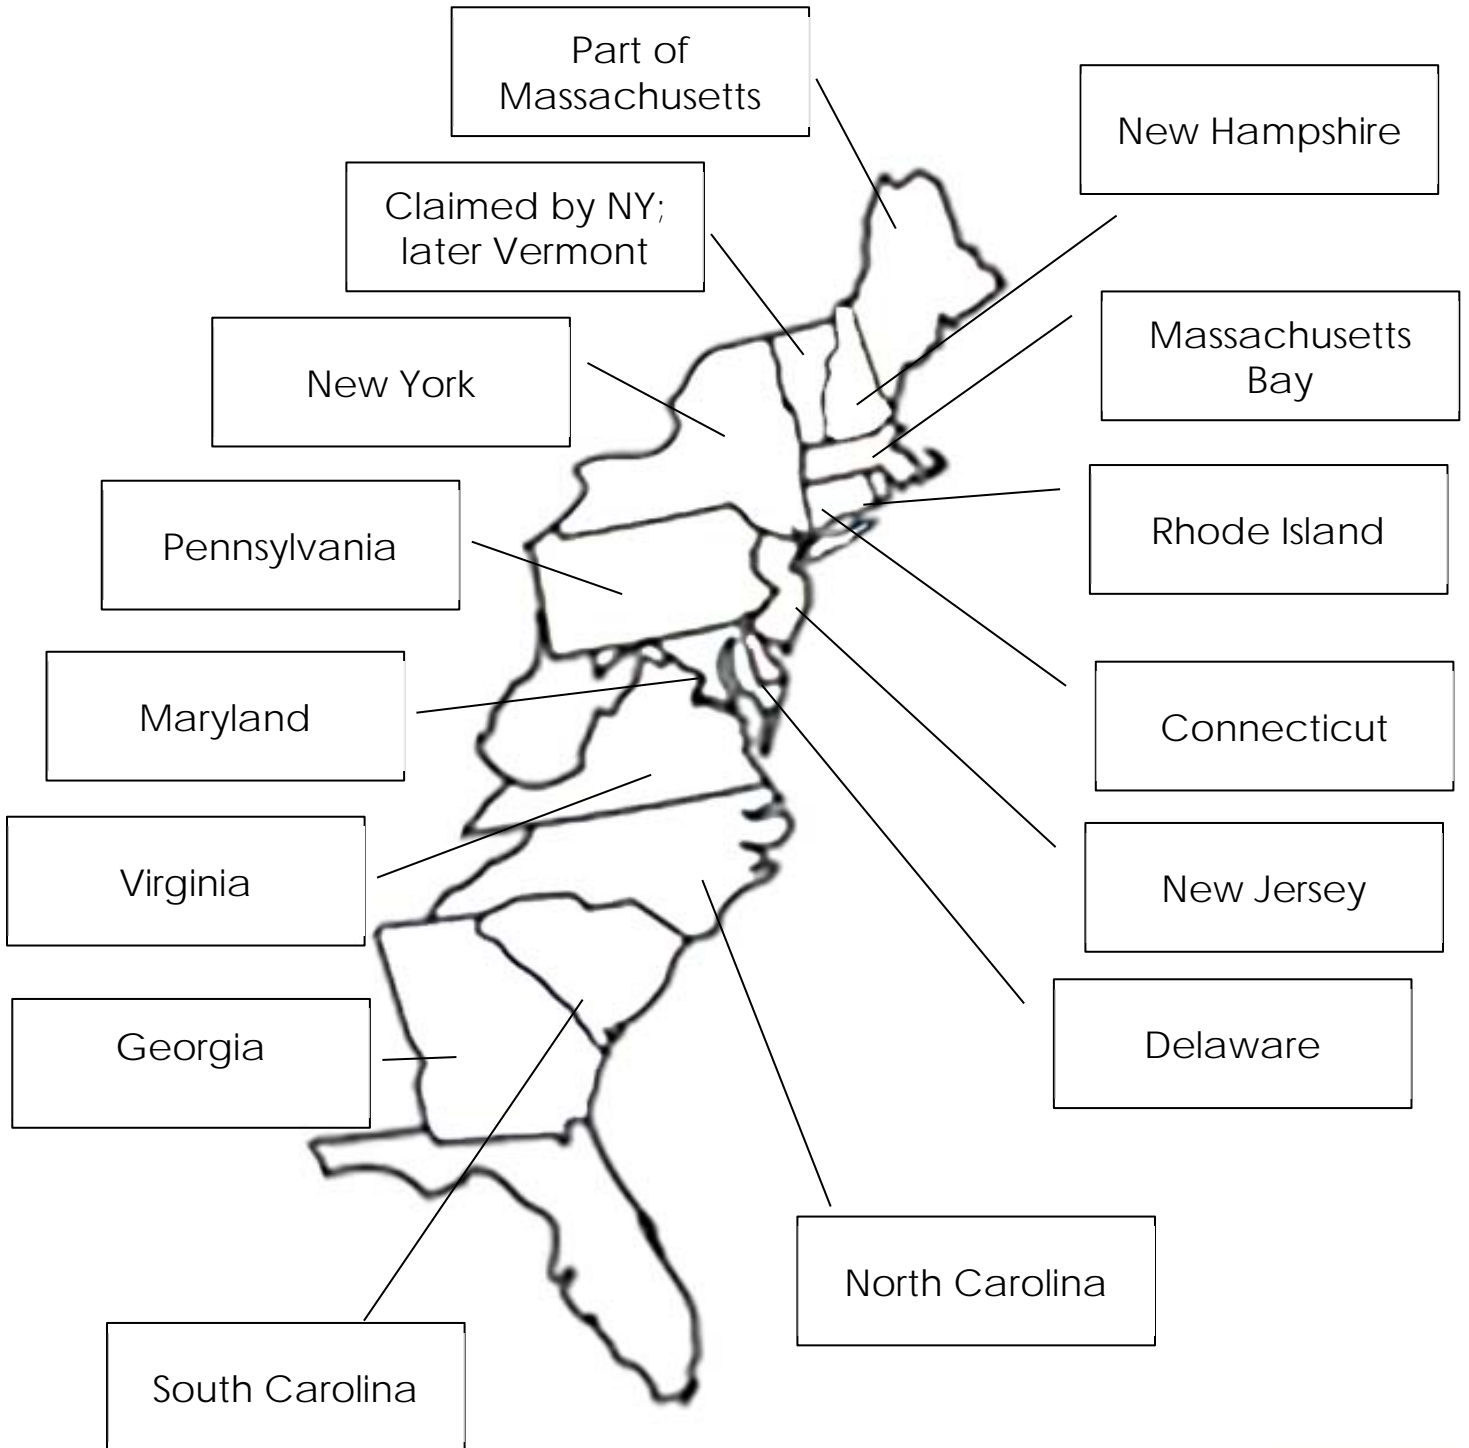 Part of
Massachusetts
New Hampshire
Claimed by NY;
later Vermont
Massachusetts
Bay
New York
Rhode Island
Pennsylvania
Maryland
Connecticut
Virginia
New Jersey
Georgia
Delaware
North Carolina
South Carolina